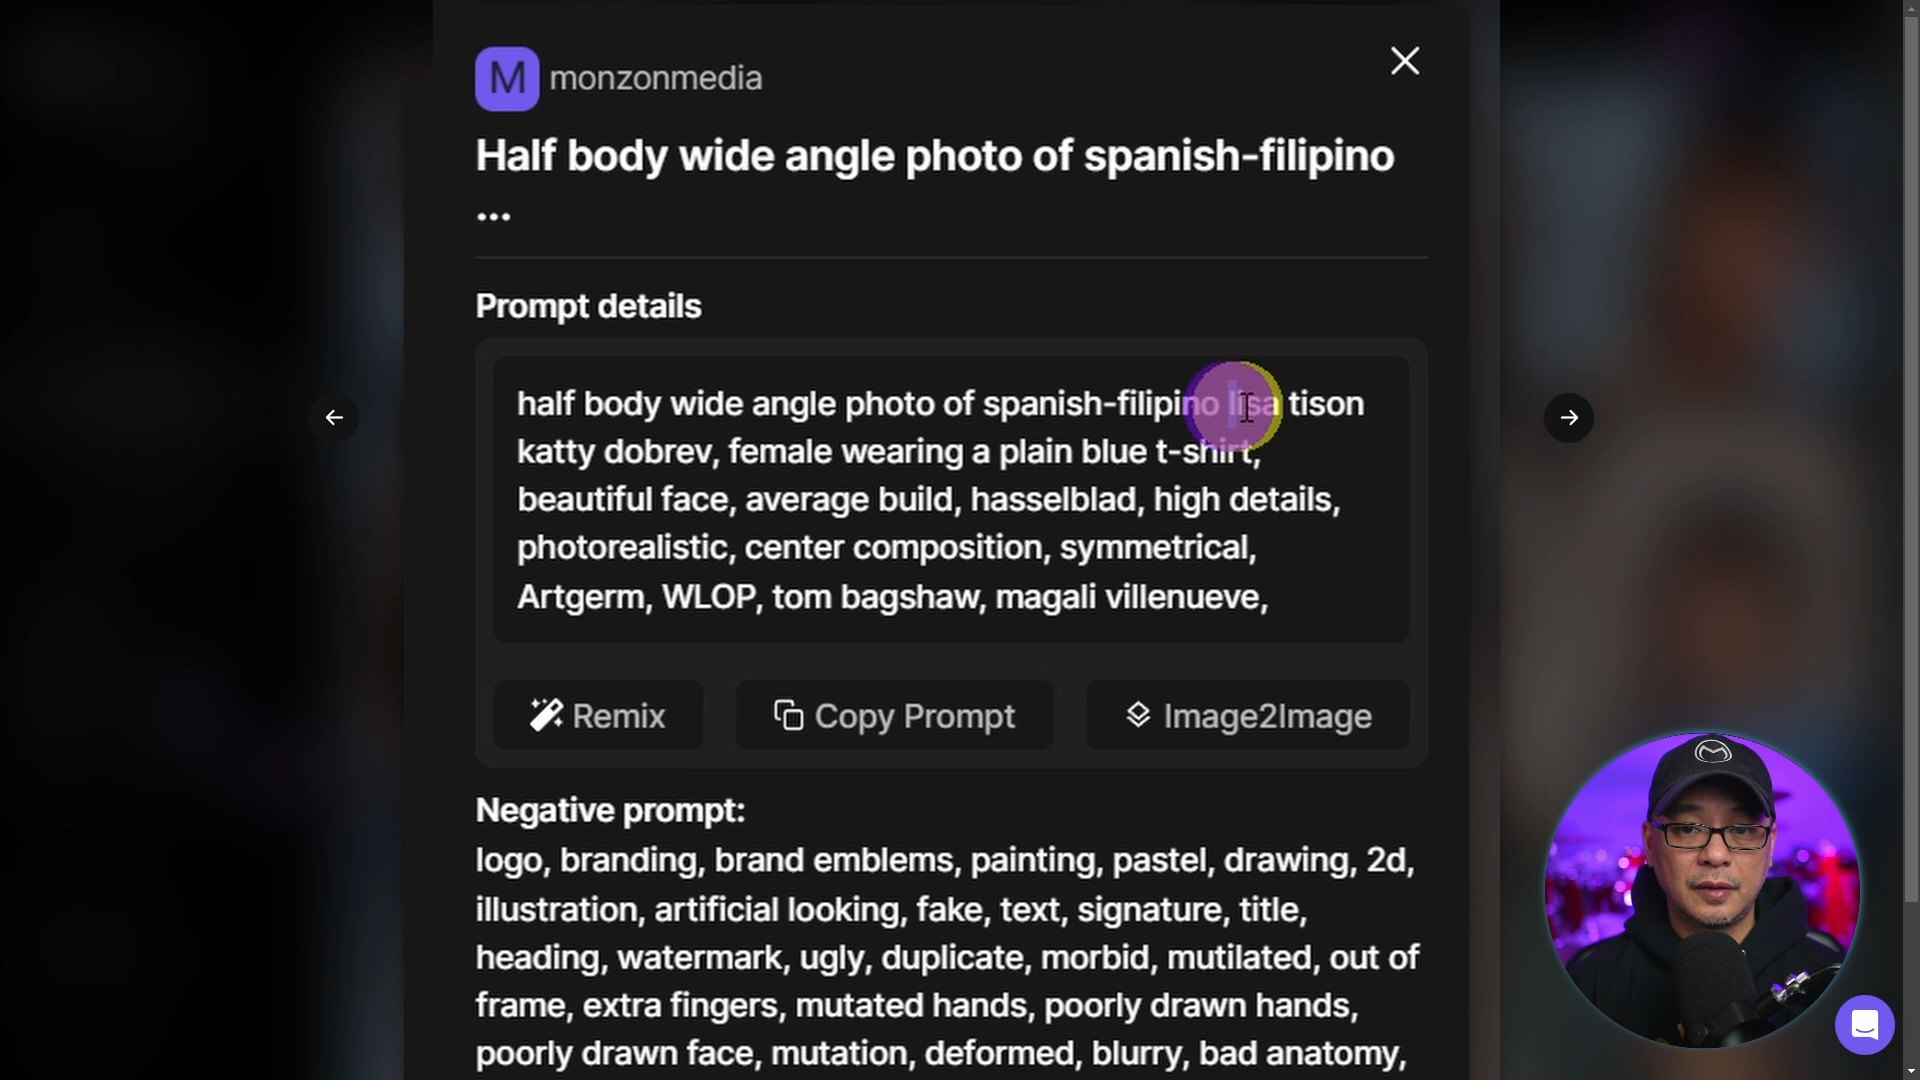 M monzonmedia
Half body wide angle photo of spanish-filipino
...
Prompt details
half body wide angle photo of spanish-filipino lisa tison
katty dobrev, female wearing a plain blue t-shirt,
beautiful face, average build, hasselblad, high details,
photorealistic, center composition, symmetrical,
Artgerm, WLOP, tom bagshaw, magali villenueve,
Remix
Copy Prompt
Image2Image
Negative prompt:
logo, branding, brand emblems, painting, pastel, drawing, 2d,
illustration, artificial looking, fake, text, signature, title,
heading, watermark, ugly, duplicate, morbid, mutilated, out of
frame, extra fingers, mutated hands, poorly drawn hands,
poorly drawn face, mutation, deformed, blurry, bad anatomy,